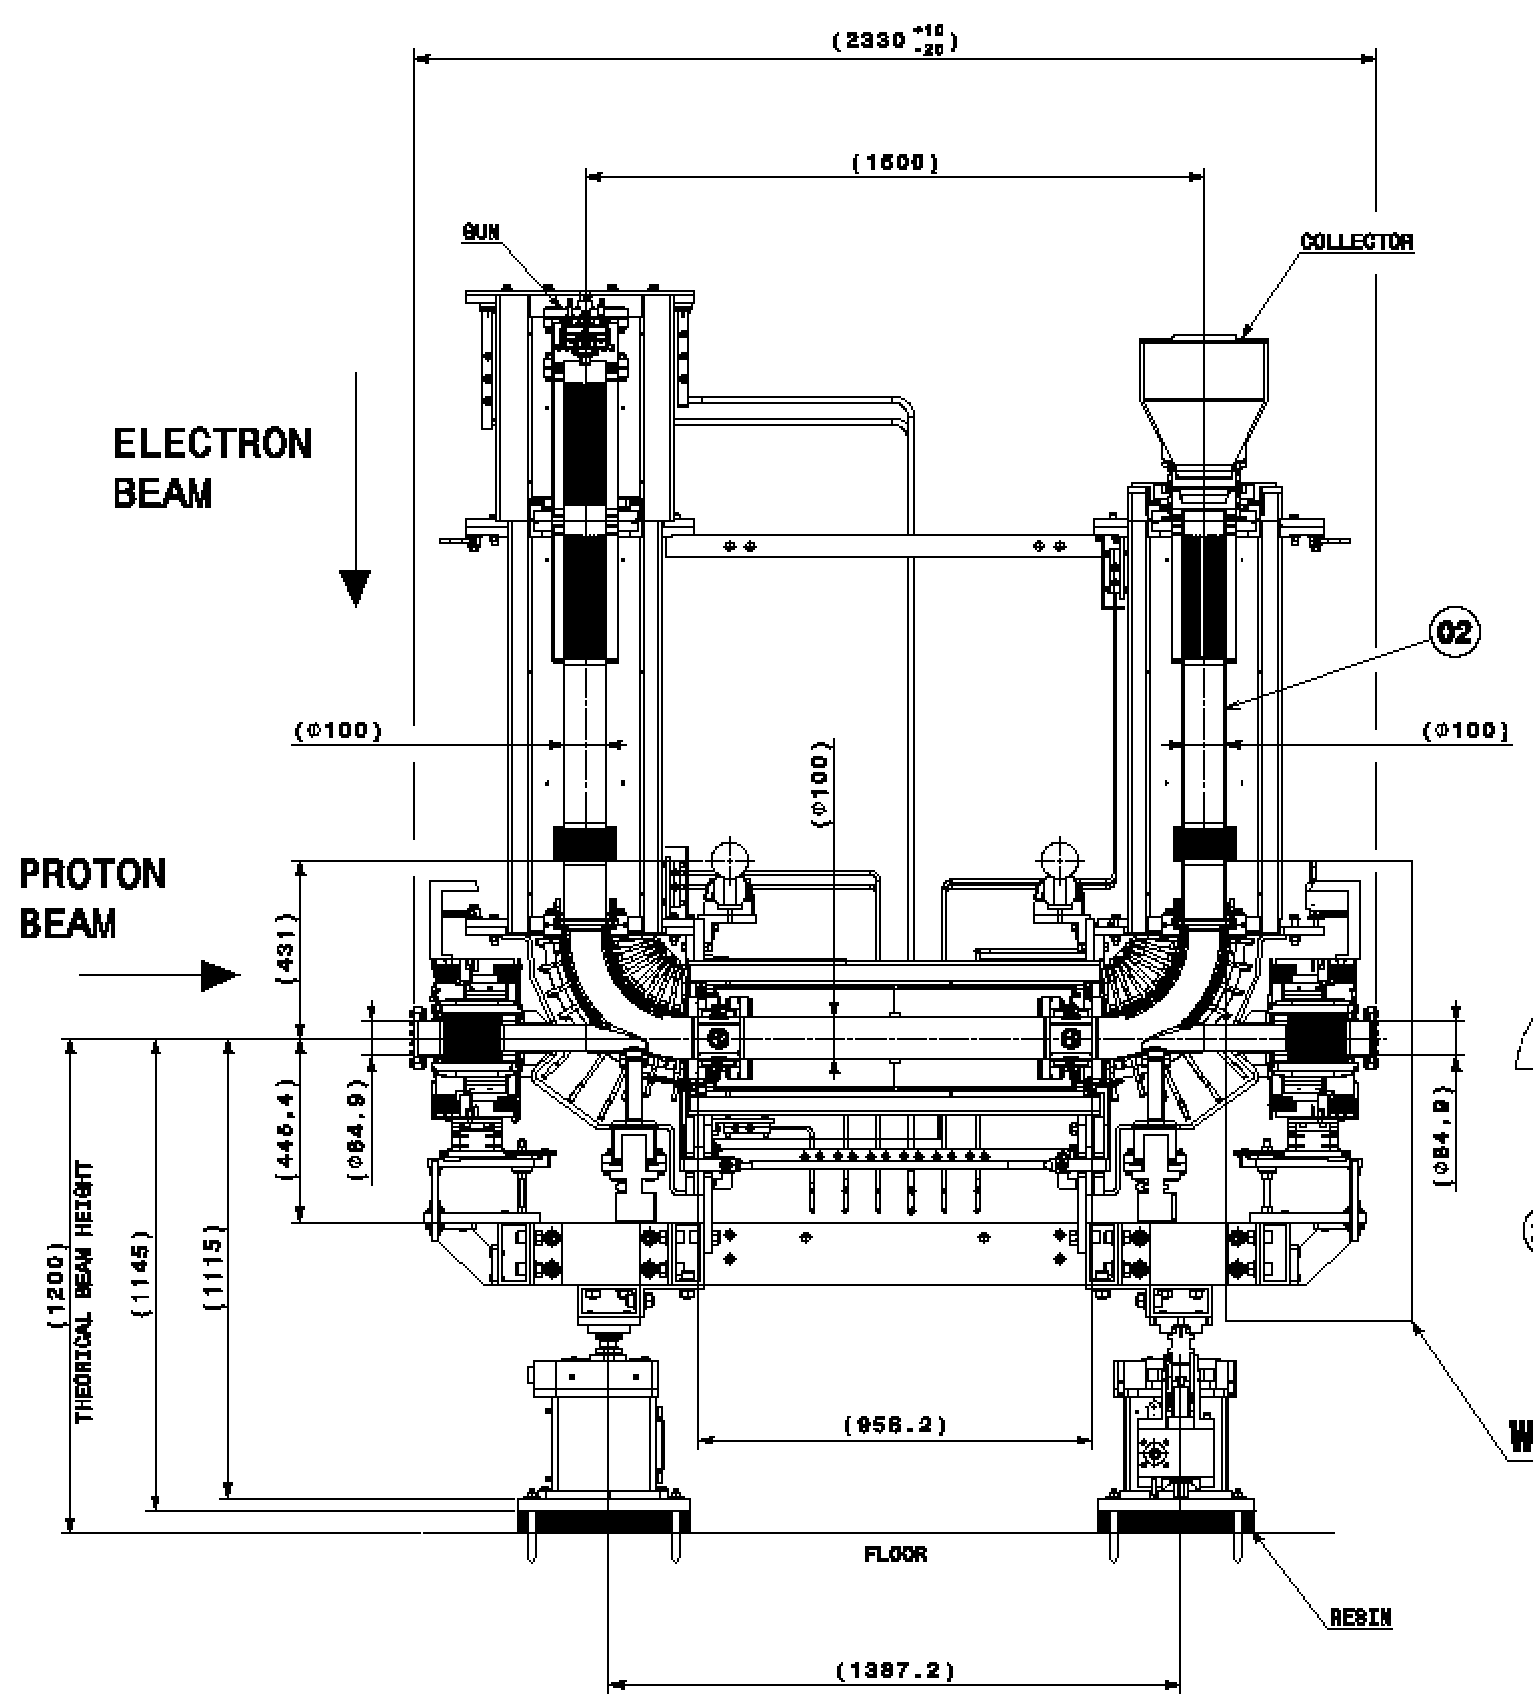 (2330 +10 -20)
(1500)
GUN
COLLECTOR
ELECTRON
BEAM
02
(Φ100)
(Φ100)
(Φ100)
PROTON
BEAM
(431)
(446,4)
(Φ84,9)
(Φ84,9)
(1200)
THEORICAL BEAM HEIGHT
(1145)
(1115)
(956.2)
W
FLOOR
RESIN
(1387.2)